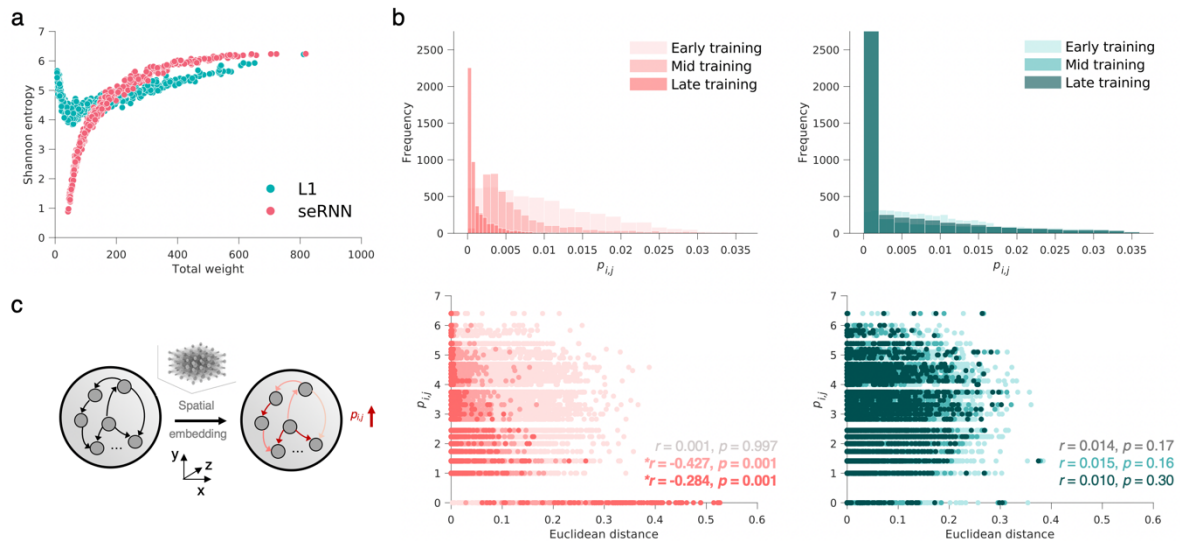 a
7
6
5
4
3
2
1
0
Shannon entropy
0
200
400
600
800
1000
Total weight
L1
seRNN
b
2500
2000
1500
1000
500
0
Frequency
Early training
Mid training
Late training
0
0.005
0.01
0.015
0.02
0.025
0.03
0.035
p i,j
2500
2000
1500
1000
500
0
Frequency
Early training
Mid training
Late training
0
0.005
0.01
0.015
0.02
0.025
0.03
0.035
p i,j
c
Spatial
embedding
y
z
x
...
...
p i,j
7
6
5
4
3
2
1
0
p i,j
r = 0.001, p = 0.997
*r = -0.427, p = 0.001
*r = -0.284, p = 0.001
0
0.1
0.2
0.3
0.4
0.5
0.6
Euclidean distance
7
6
5
4
3
2
1
0
p i,j
r = 0.014, p = 0.17
r = 0.015, p = 0.16
r = 0.010, p = 0.30
0
0.1
0.2
0.3
0.4
0.5
0.6
Euclidean distance